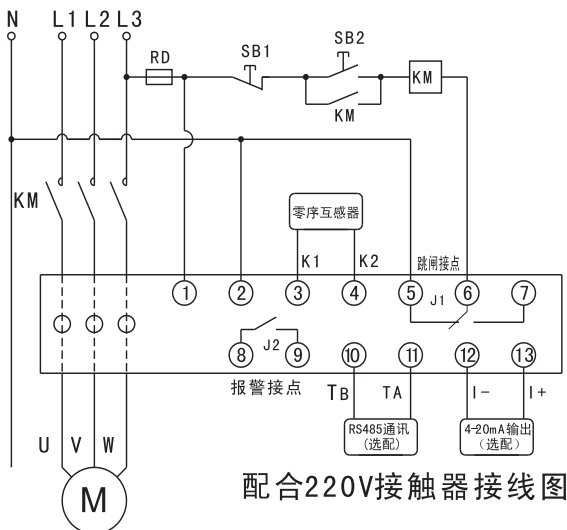 N L1 L2 L3
RD SB1 SB2
KM
KM
KM
零序互感器
K1 K2 跳闸接点
1 2 3 4 5 J1 6 7
8 J2 9 10 11 12 13
报警接点 TB TA I- I+
RS485通讯 4-20mA输出
(选配) (选配)
U V W
M
配合220V接触器接线图